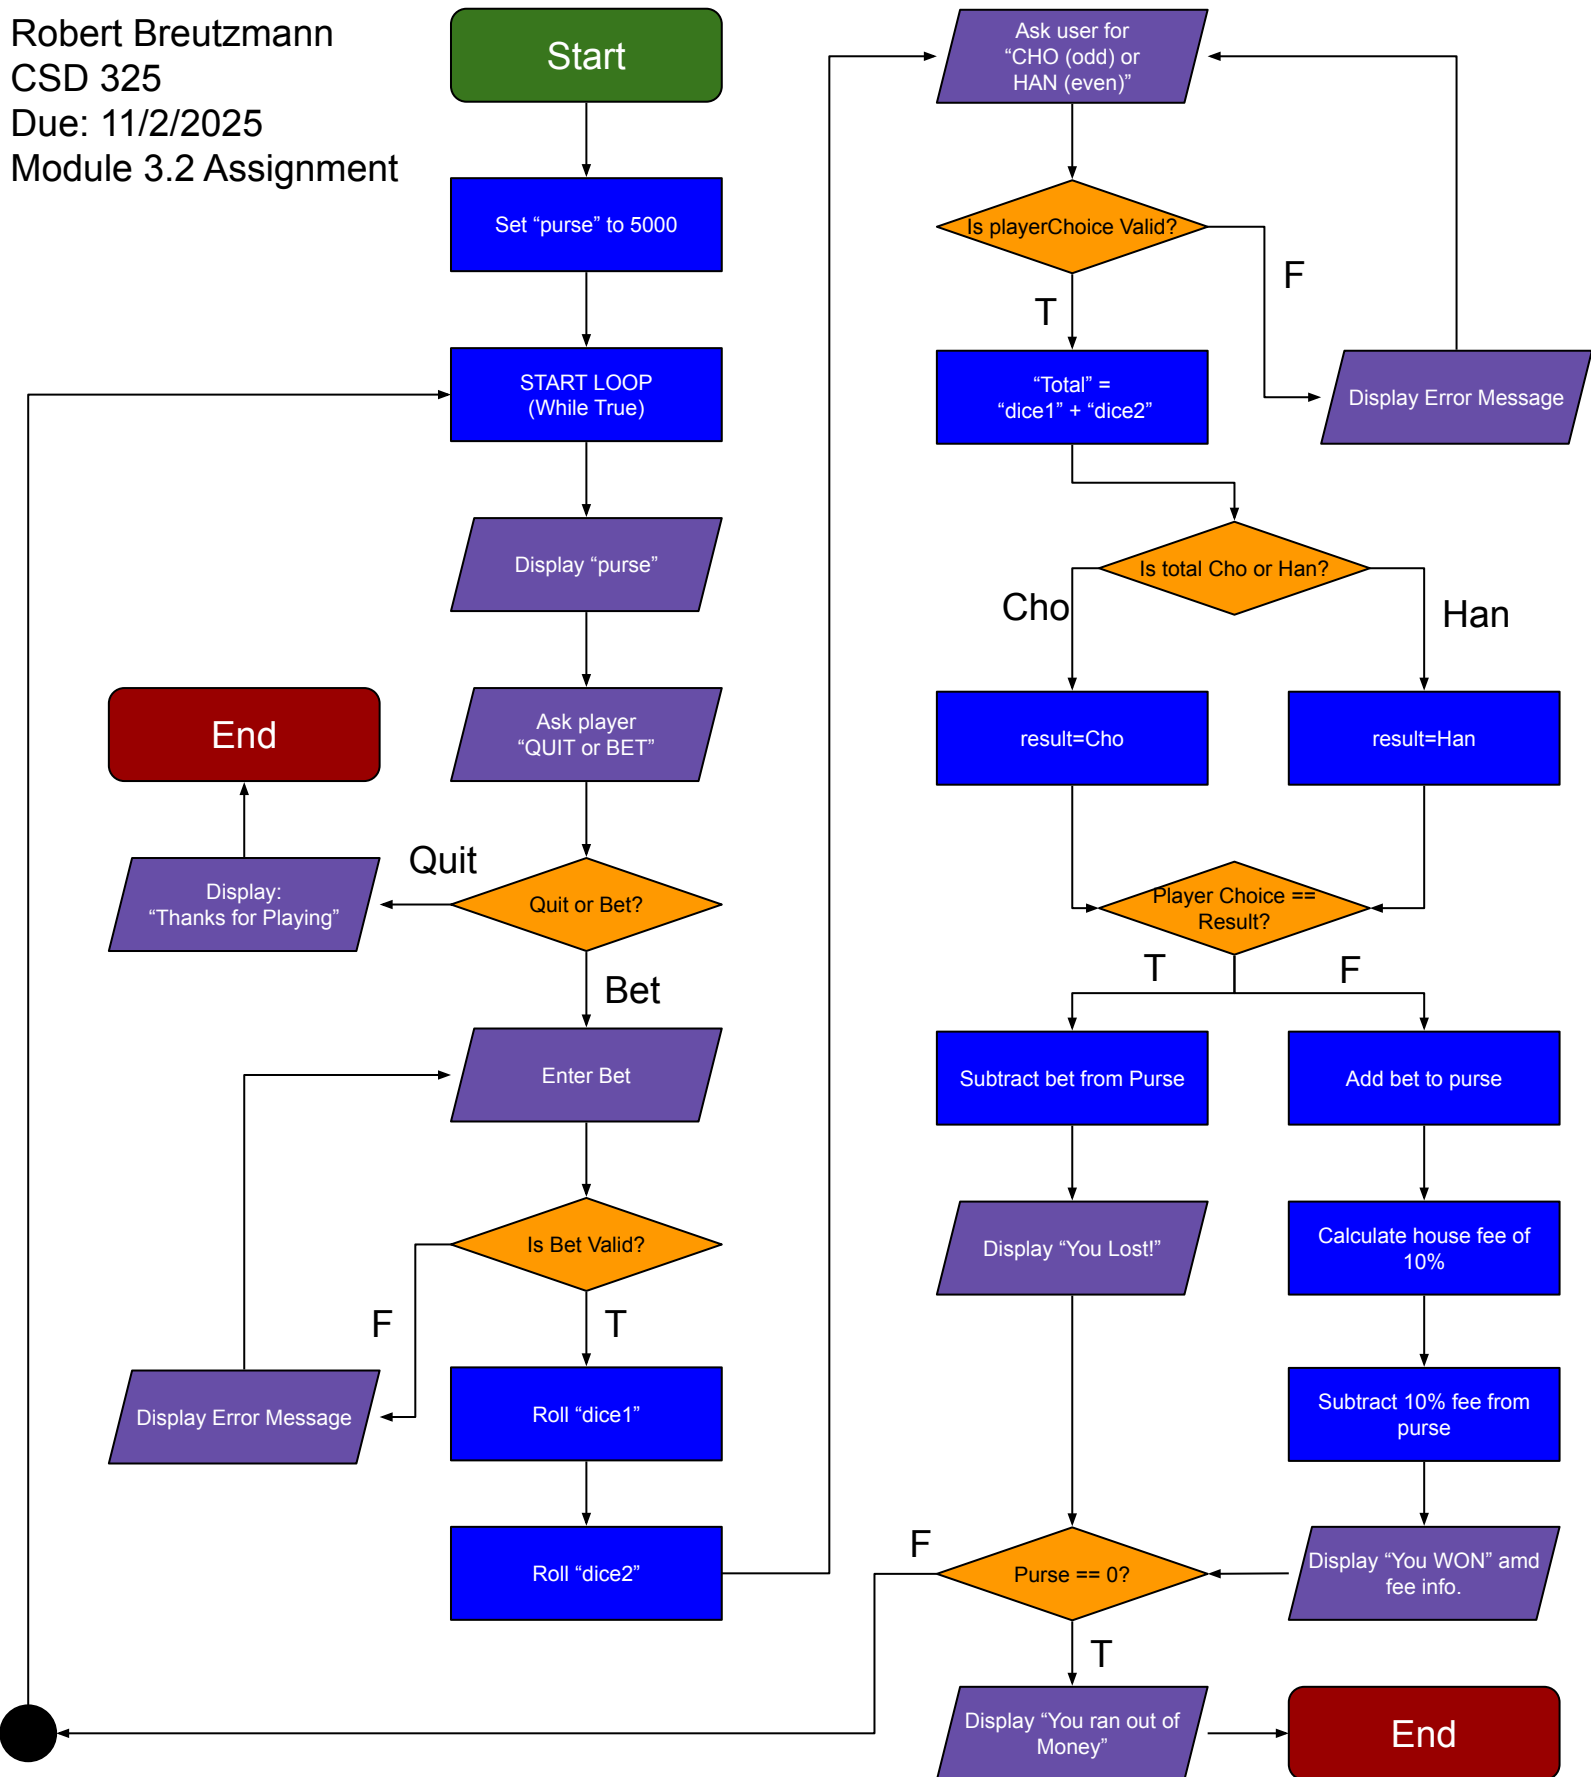 Robert Breutzmann
CSD 325
Due: 11/2/2025
Module 3.2 Assignment
Start
Set “purse” to 5000
START LOOP
(While True)
Display “purse”
Ask player
“QUIT or BET”
Quit or Bet?
Quit
Display:
“Thanks for Playing”
End
Bet
Enter Bet
Is Bet Valid?
F
Display Error Message
T
Roll “dice1”
Roll “dice2”
Ask user for
“CHO (odd) or
HAN (even)”
Is playerChoice Valid?
F
Display Error Message
T
“Total” =
“dice1” + “dice2”
Is total Cho or Han?
Cho
Han
result=Cho
result=Han
Player Choice ==
Result?
T
F
Subtract bet from Purse
Add bet to purse
Display “You Lost!”
Calculate house fee of
10%
Subtract 10% fee from
purse
Display “You WON” amd
fee info.
Purse == 0?
F
T
Display “You ran out of
Money”
End